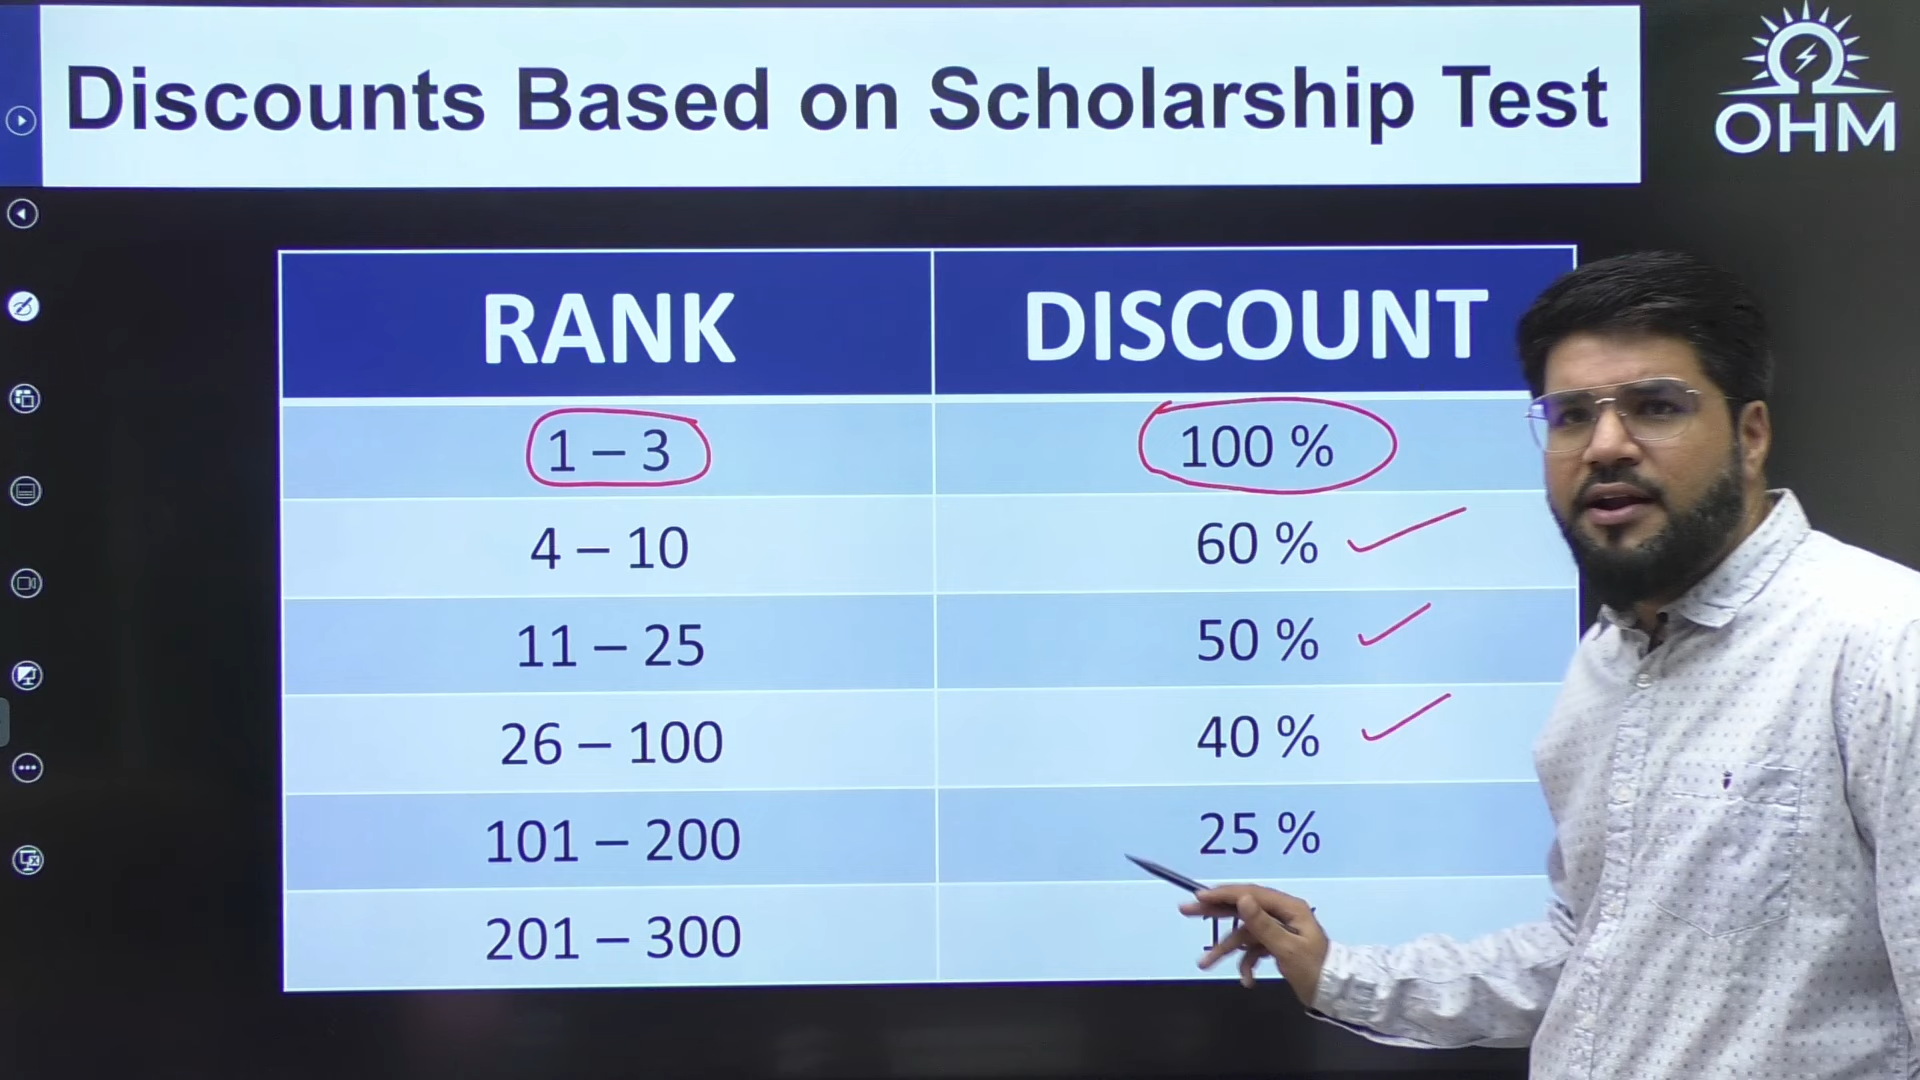 Discounts Based on Scholarship Test
OHM
RANK DISCOUNT
1 – 3 100 %
4 – 10 60 %
11 – 25 50 %
26 – 100 40 %
101 – 200 25 %
201 – 300